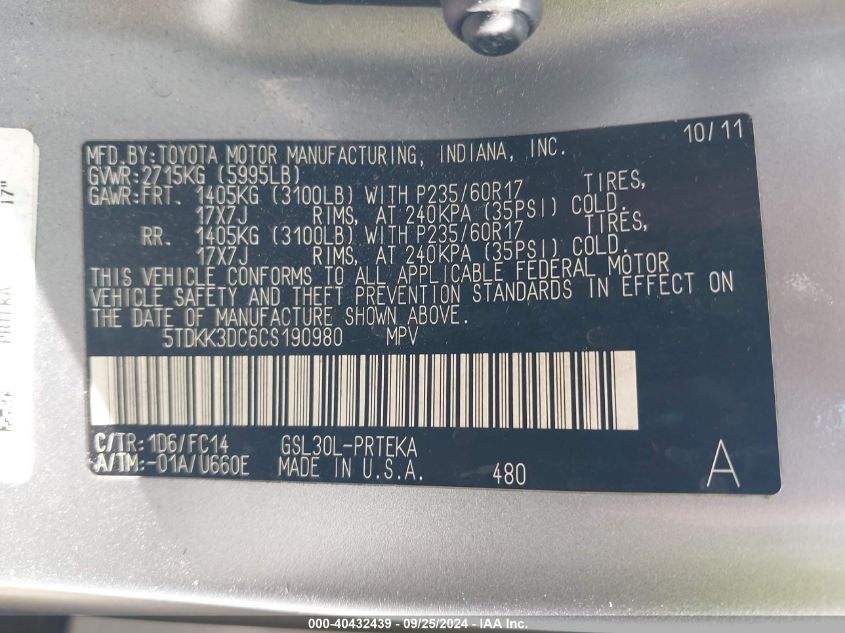 10/11
MFD.BY:TOYOTA MOTOR MANUFACTURING, INDIANA, INC.
GVWR:2715KG (5995LB)
GAWR:FRT. 1405KG (3100LB) WITH P235/60R17 TIRES,
17X7J RIMS, AT 240KPA (35PSI) COLD.
RR. 1405KG (3100LB) WITH P235/60R17 TIRES,
17X7J RIMS, AT 240KPA (35PSI) COLD.
THIS VEHICLE CONFORMS TO ALL APPLICABLE FEDERAL MOTOR
VEHICLE SAFETY AND THEFT PREVENTION STANDARDS IN EFFECT ON
THE DATE OF MANUFACTURE SHOWN ABOVE.
5TDKK3DC6CS190980 MPV
C/TR:1D6/FC14 GSL30L-PRTEKA
A/TM:-01A/U660E MADE IN U.S.A. 480 A
17"
PRTEKA
000-40432439 - 09/25/2024 - IAA Inc.